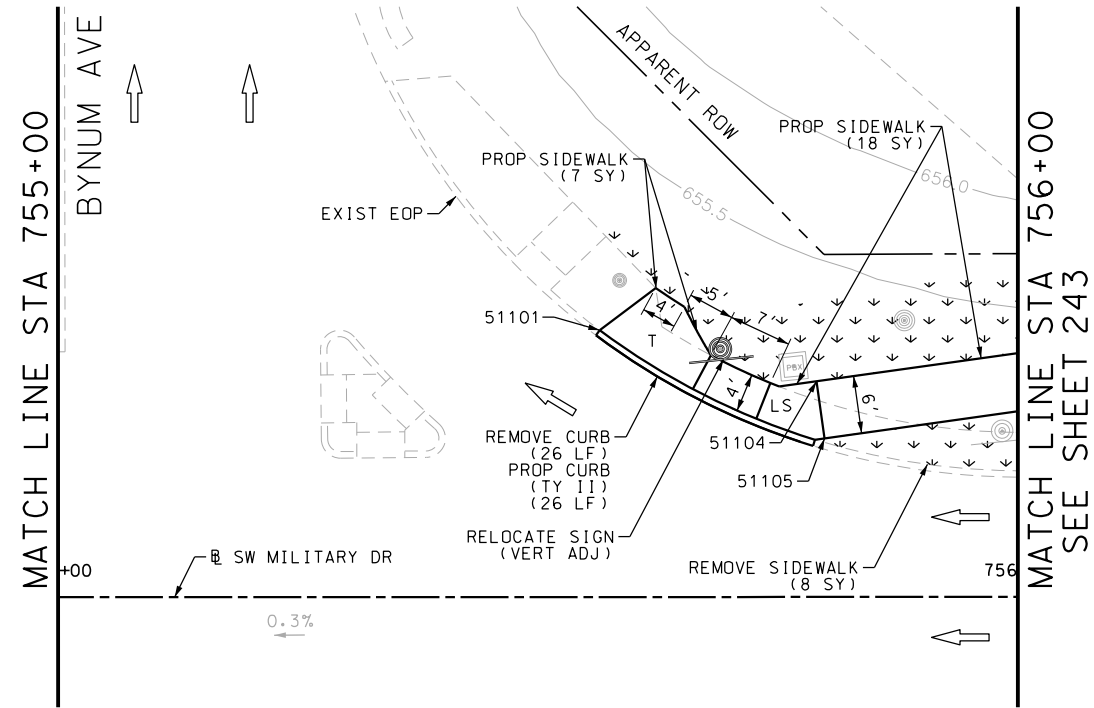 MATCH LINE STA 755+00
BYNUM AVE
APPARENT ROW
PROP SIDEWALK
(18 SY)
MATCH LINE STA 756+00
SEE SHEET 243
PROP SIDEWALK
(7 SY)
656.0
655.5
EXIST EOP
5'
7'
4'
51101
T
PBX
4'
LS
6'
51104
51105
REMOVE CURB
(26 LF)
PROP CURB
(TY II)
(26 LF)
RELOCATE SIGN
(VERT ADJ)
REMOVE SIDEWALK
(8 SY)
BL SW MILITARY DR
+00
756
0.3%